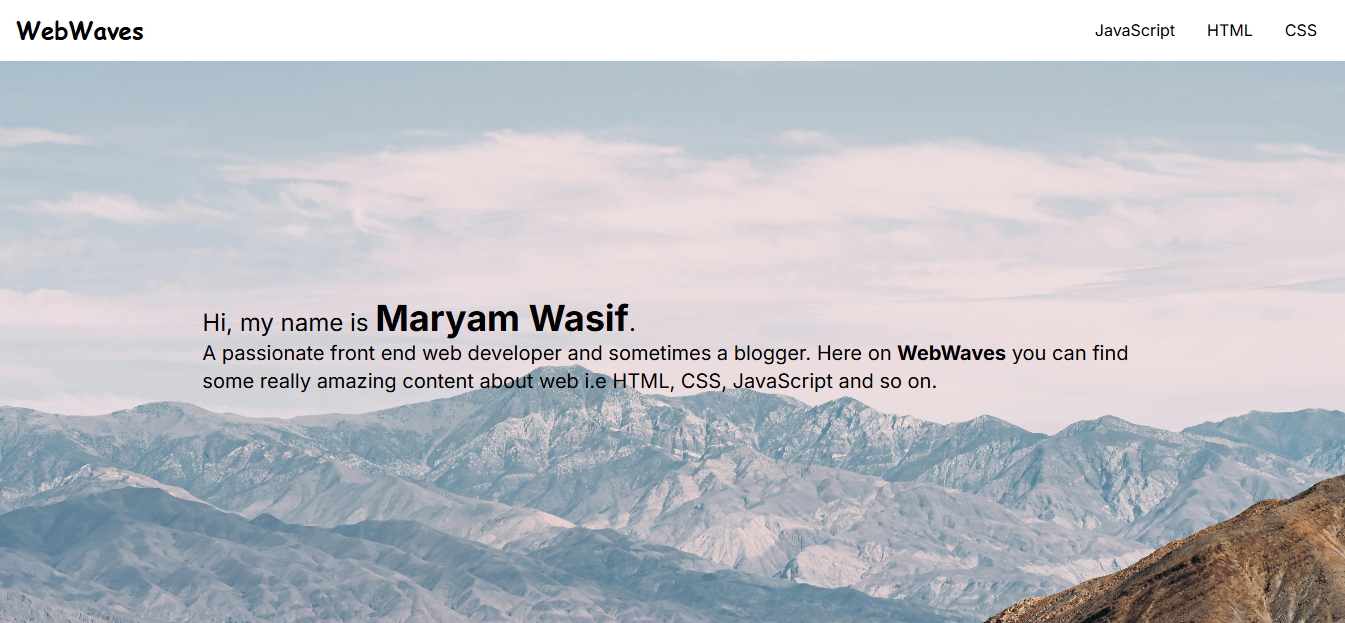 WebWaves
JavaScript HTML CSS
Hi, my name is Maryam Wasif.
A passionate front end web developer and sometimes a blogger. Here on WebWaves you can find
some really amazing content about web i.e HTML, CSS, JavaScript and so on.